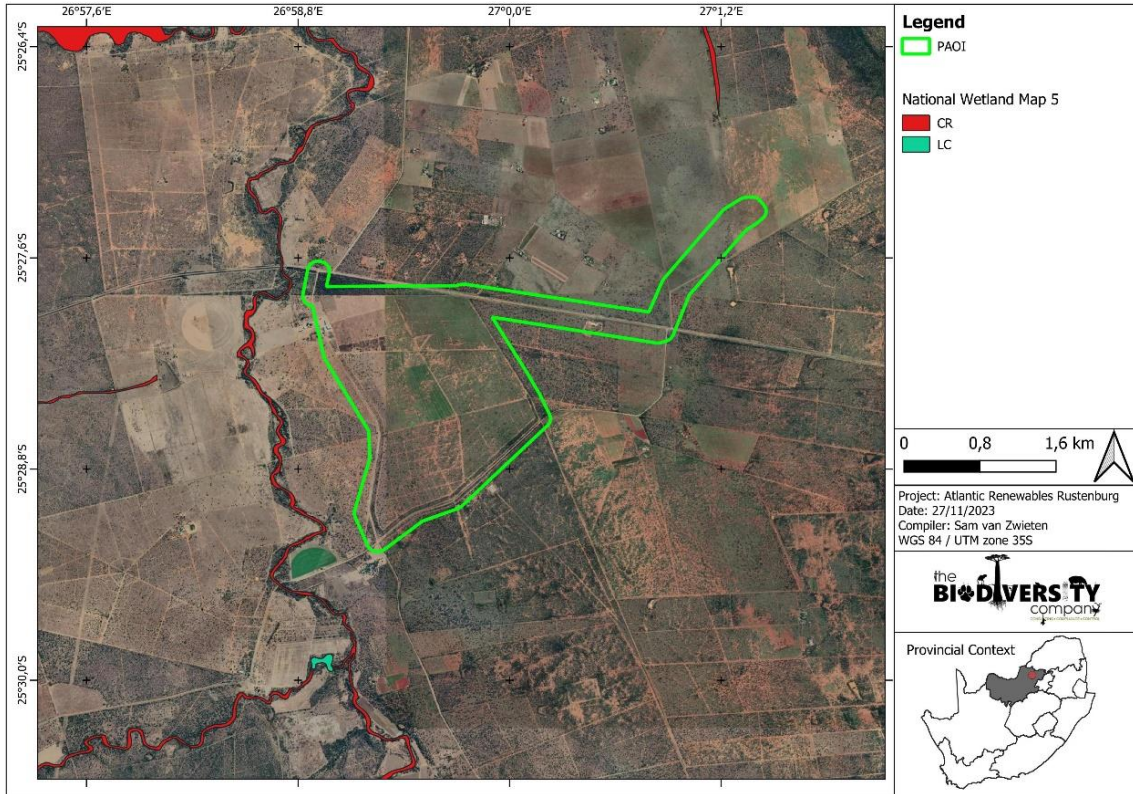 26°57,6'E 26°58,8'E 27°0,0'E 27°1,2'E
25°26,4'S
25°27,6'S
25°28,8'S
25°30,0'S
Legend
PAOI
National Wetland Map 5
CR
LC
0 0,8 1,6 km
Project: Atlantic Renewables Rustenburg
Date: 27/11/2023
Compiler: Sam van Zwieten
WGS 84 / UTM zone 35S
the
BIODIVERSITY
company
Provincial Context